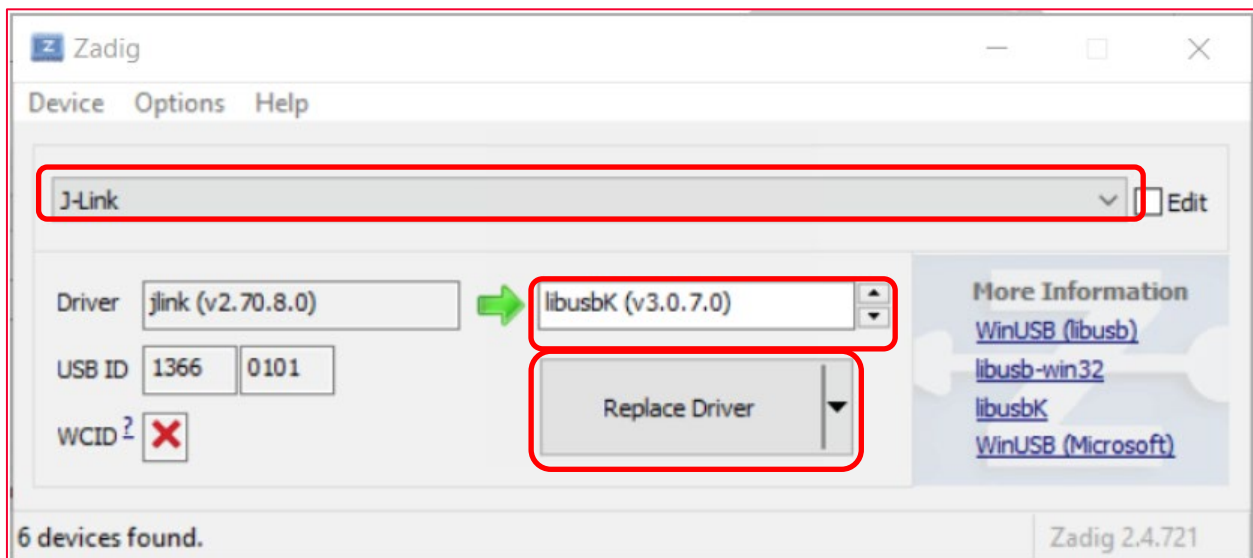 Zadig
Device Options Help
J-Link
Edit
Driver jlink (v2.70.8.0) libusbK (v3.0.7.0)
USB ID 1366 0101
WCID ?
Replace Driver
More Information
WinUSB (libusb)
libusb-win32
libusbK
WinUSB (Microsoft)
6 devices found.
Zadig 2.4.721